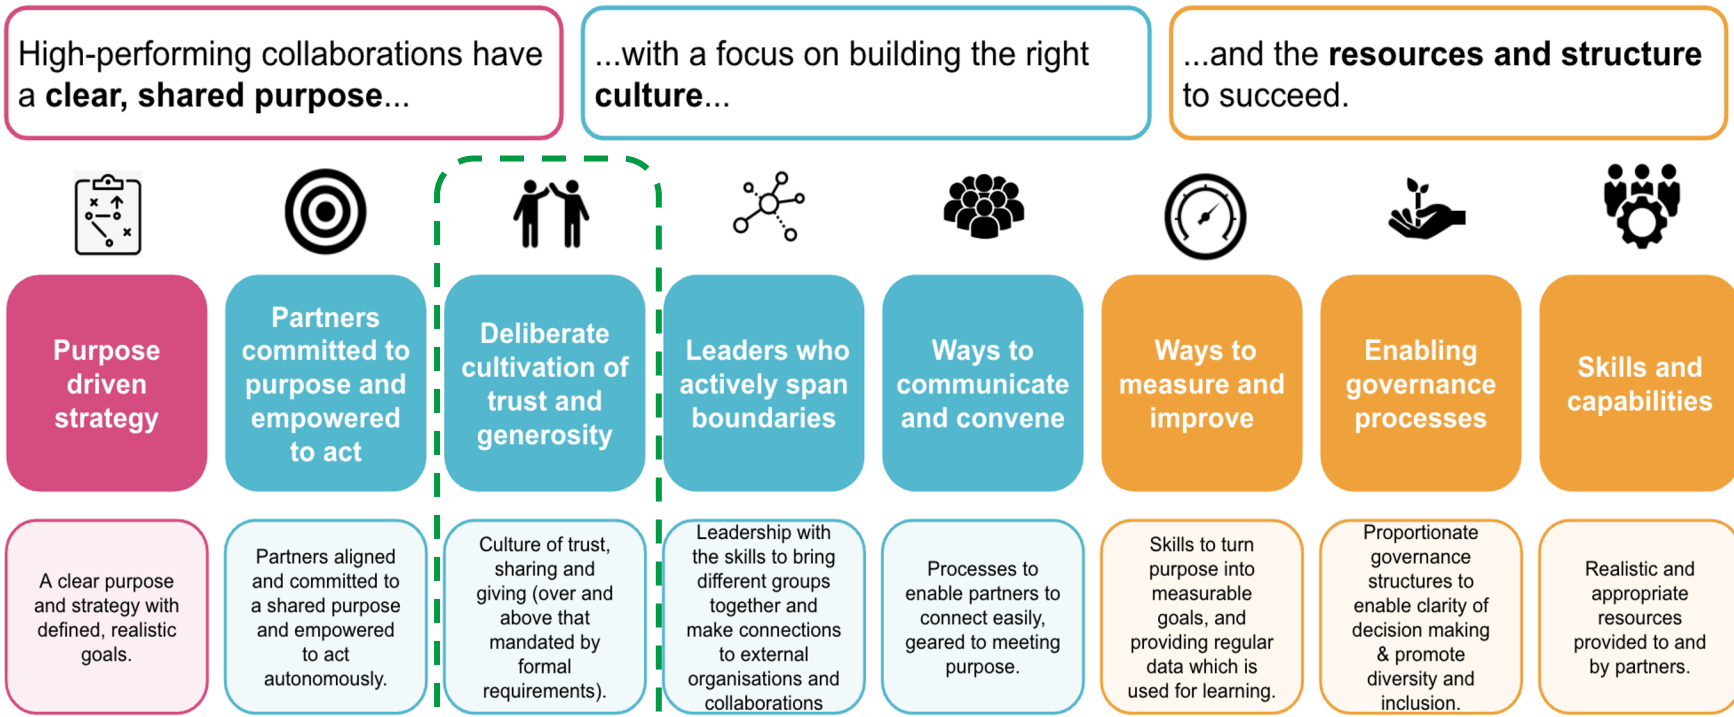 High-performing collaborations have
a clear, shared purpose...
...with a focus on building the right
culture...
...and the resources and structure
to succeed.
Purpose
driven
strategy
Partners
committed to
purpose and
empowered
to act
Deliberate
cultivation of
trust and
generosity
Leaders who
actively span
boundaries
Ways to
communicate
and convene
Ways to
measure and
improve
Enabling
governance
processes
Skills and
capabilities
A clear purpose
and strategy with
defined, realistic
goals.
Partners aligned
and committed to
a shared purpose
and empowered
to act
autonomously.
Culture of trust,
sharing and
giving (over and
above that
mandated by
formal
requirements).
Leadership with
the skills to bring
different groups
together and
make connections
to external
organisations and
collaborations
Processes to
enable partners to
connect easily,
geared to meeting
purpose.
Skills to turn
purpose into
measurable
goals, and
providing regular
data which is
used for learning.
Proportionate
governance
structures to
enable clarity of
decision making
& promote
diversity and
inclusion.
Realistic and
appropriate
resources
provided to and
by partners.